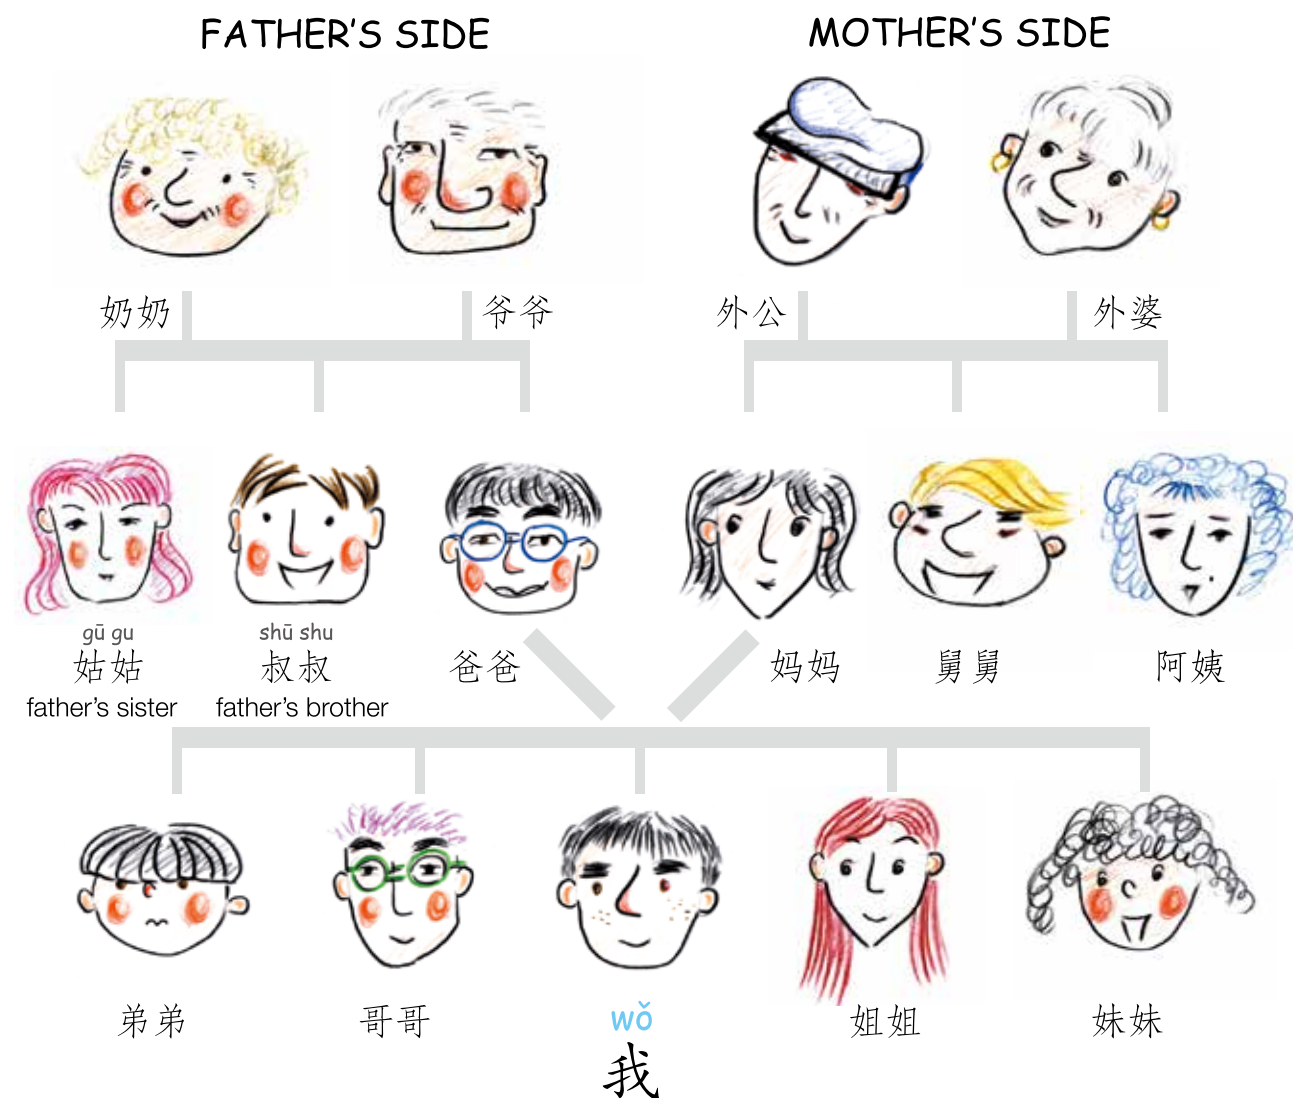 FATHER'S SIDE
MOTHER'S SIDE
奶奶
爷爷
外公
外婆
gū gu
姑姑
father's sister
shū shu
叔叔
father's brother
爸爸
妈妈
舅舅
阿姨
弟弟
哥哥
wǒ
我
姐姐
妹妹